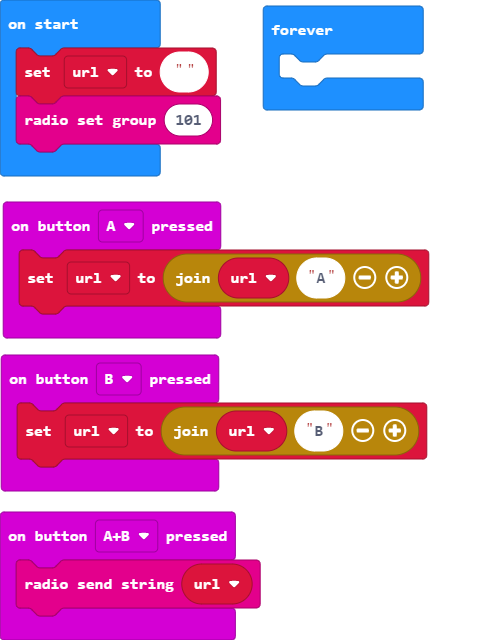 on start
set url to " "
radio set group 101
forever
on button A pressed
set url to join url "A"
on button B pressed
set url to join url "B"
on button A+B pressed
radio send string url